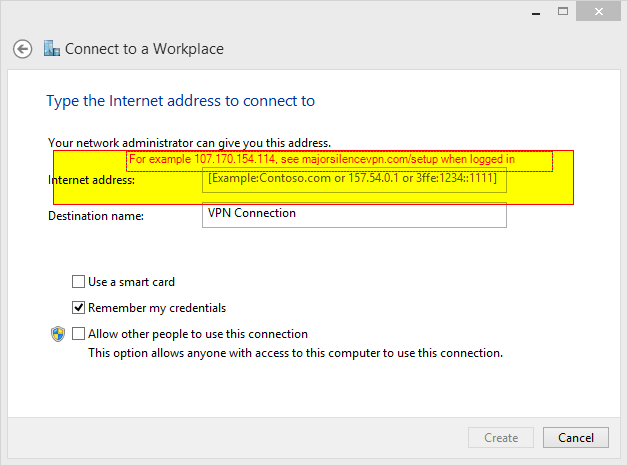 Connect to a Workplace
Type the Internet address to connect to
Your network administrator can give you this address.
For example 107.170.154.114, see majorsilencevpn.com/setup when logged in
Internet address: [Example:Contoso.com or 157.54.0.1 or 3ffe:1234::1111]
Destination name: VPN Connection
Use a smart card
Remember my credentials
Allow other people to use this connection
This option allows anyone with access to this computer to use this connection.
Create Cancel